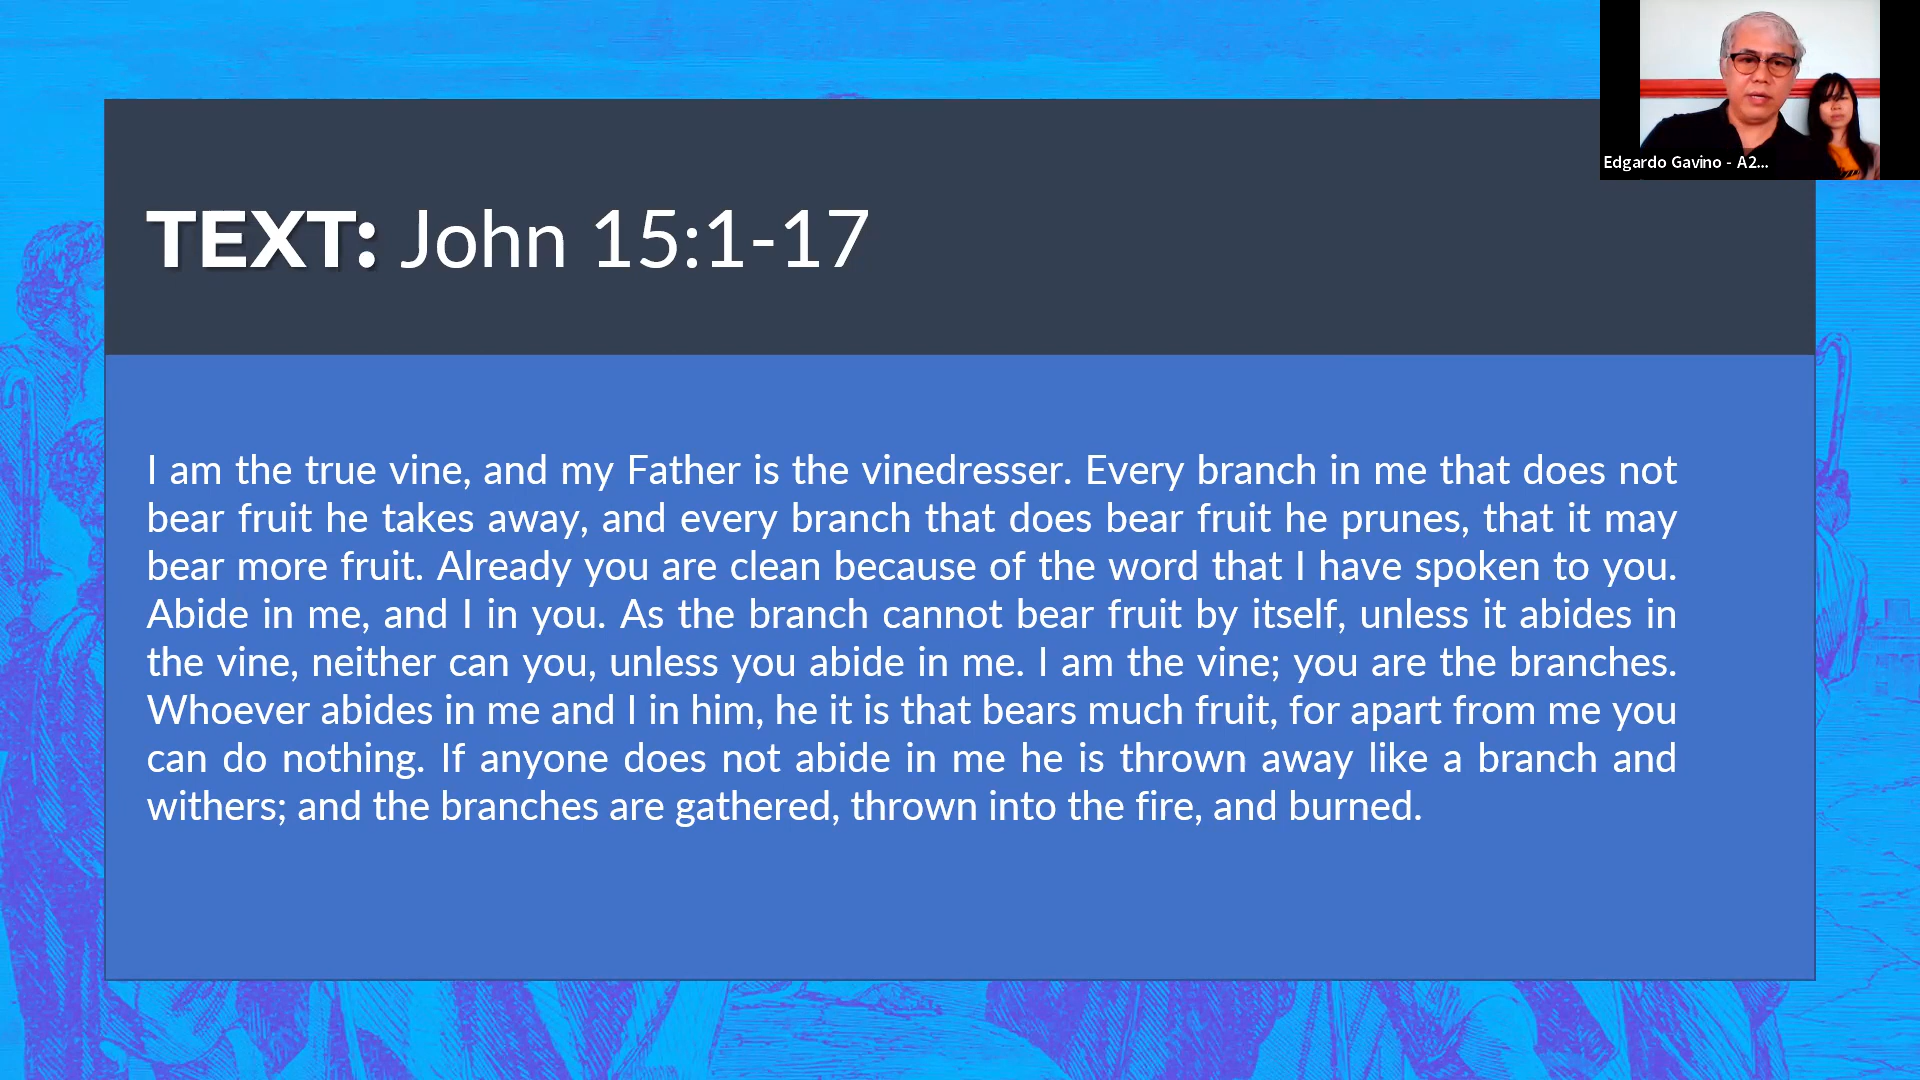 Edgardo Gavino - A2...
TEXT: John 15:1-17
I am the true vine, and my Father is the vinedresser. Every branch in me that does not
bear fruit he takes away, and every branch that does bear fruit he prunes, that it may
bear more fruit. Already you are clean because of the word that I have spoken to you.
Abide in me, and I in you. As the branch cannot bear fruit by itself, unless it abides in
the vine, neither can you, unless you abide in me. I am the vine; you are the branches.
Whoever abides in me and I in him, he it is that bears much fruit, for apart from me you
can do nothing. If anyone does not abide in me he is thrown away like a branch and
withers; and the branches are gathered, thrown into the fire, and burned.